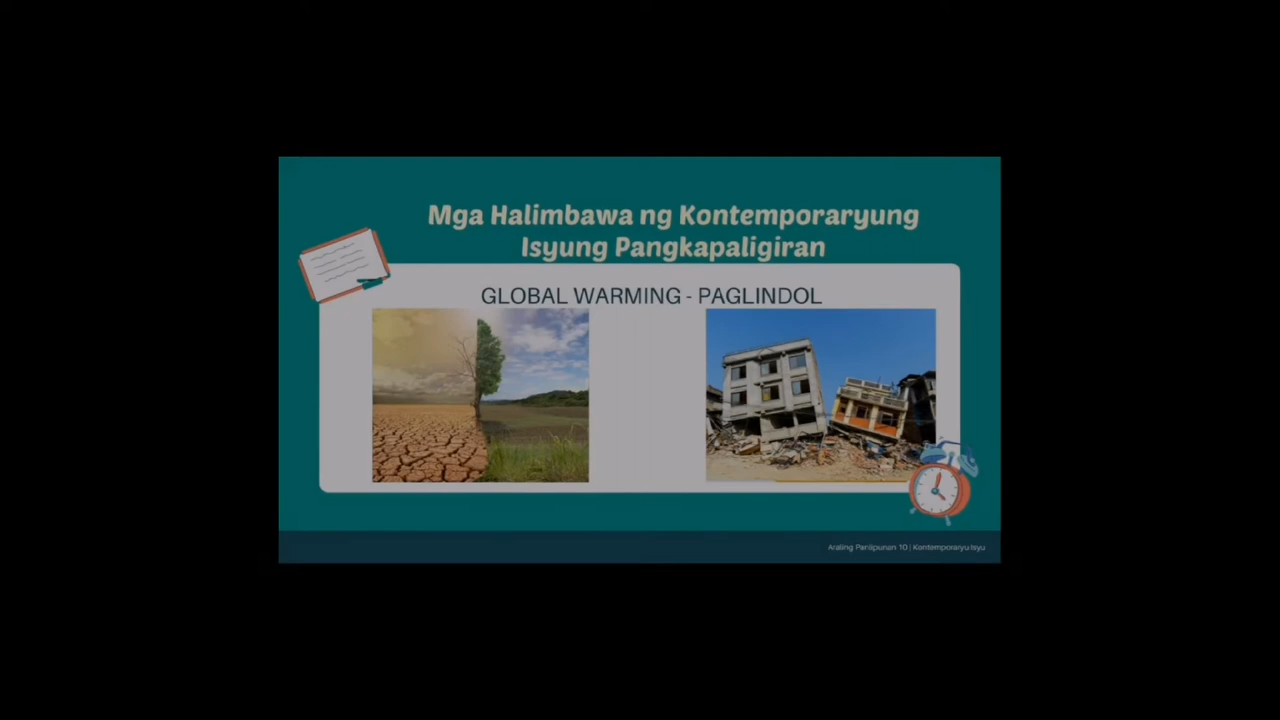 Mga Halimbawa ng Kontemporaryung
Isyung Pangkapaligiran
GLOBAL WARMING - PAGLINDOL
Araling Panlipunan 10 | Kontemporaryu Isyu